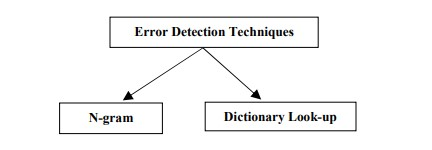 Error Detection Techniques
N-gram
Dictionary Look-up